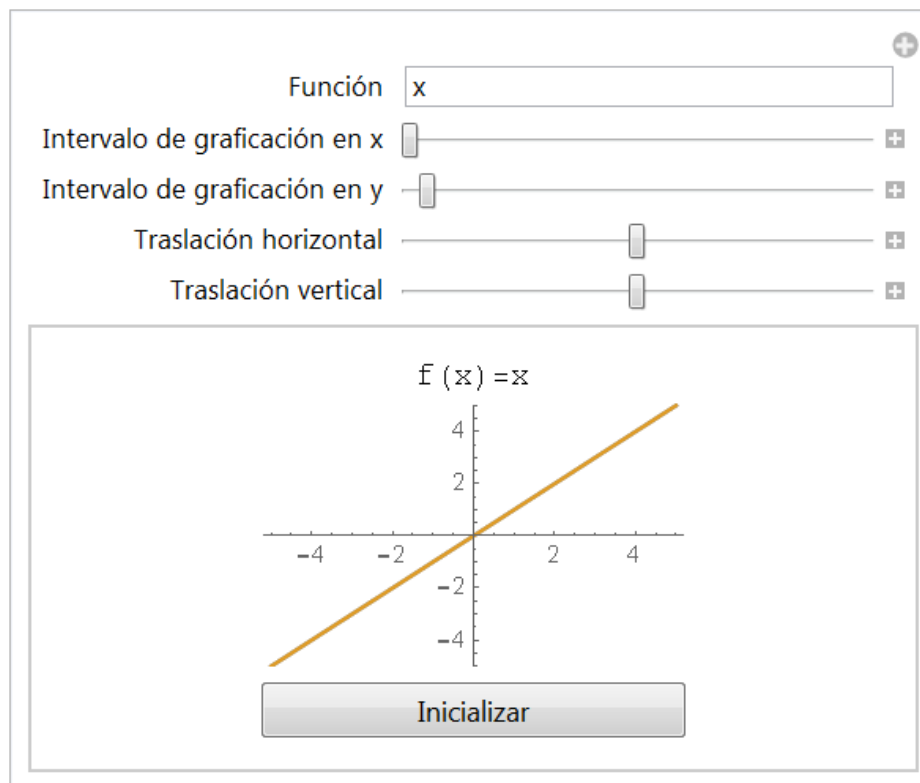 Función x
Intervalo de graficación en x
Intervalo de graficación en y
Traslación horizontal
Traslación vertical
f (x) =x
4
2
-4 -2 2 4
-2
-4
Inicializar